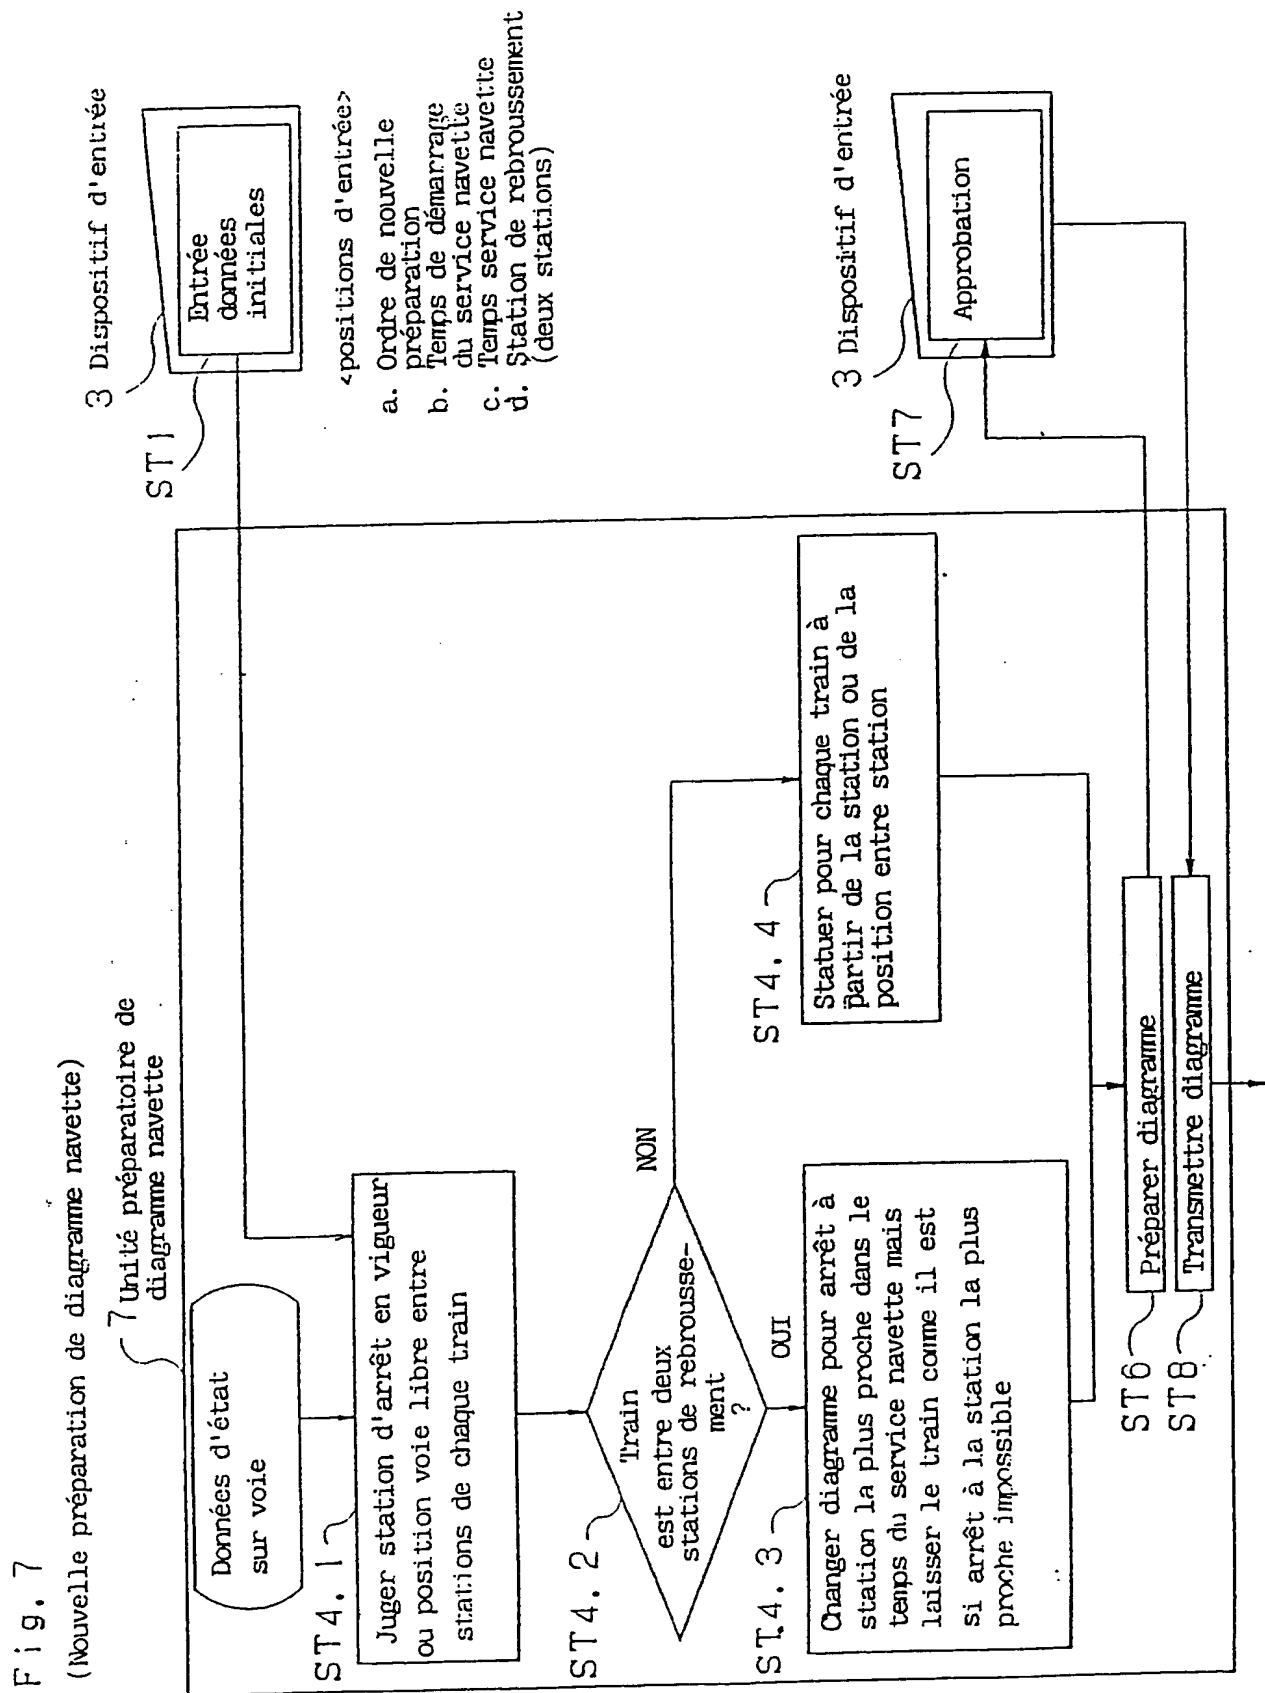 Fig. 7
(Nouvelle préparation de diagramme navette)
7 Unité préparatoire de
diagramme navette
Données d'état
sur voie
3 Dispositif d'entrée
Entrée
données
initiales
ST1
<positions d'entrée>
a. Ordre de nouvelle
préparation
b. Temps de démarrage
du service navette
c. Temps service navette
d. Station de rebroussement
(deux stations)
ST4. 1
Juger station d'arrêt en vigueur
ou position voie libre entre
stations de chaque train
ST4. 2
Train
est entre deux
stations de rebrousse-
ment
?
NON
OUI
ST4. 3
Changer diagramme pour arrêt à
station la plus proche dans le
temps du service navette mais
laisser le train comme il est
si arrêt à la station la plus
proche impossible
ST4. 4
Statuer pour chaque train à
partir de la station ou de la
position entre station
3 Dispositif d'entrée
ST7
Approbation
ST6
Préparer diagramme
ST8
Transmettre diagramme